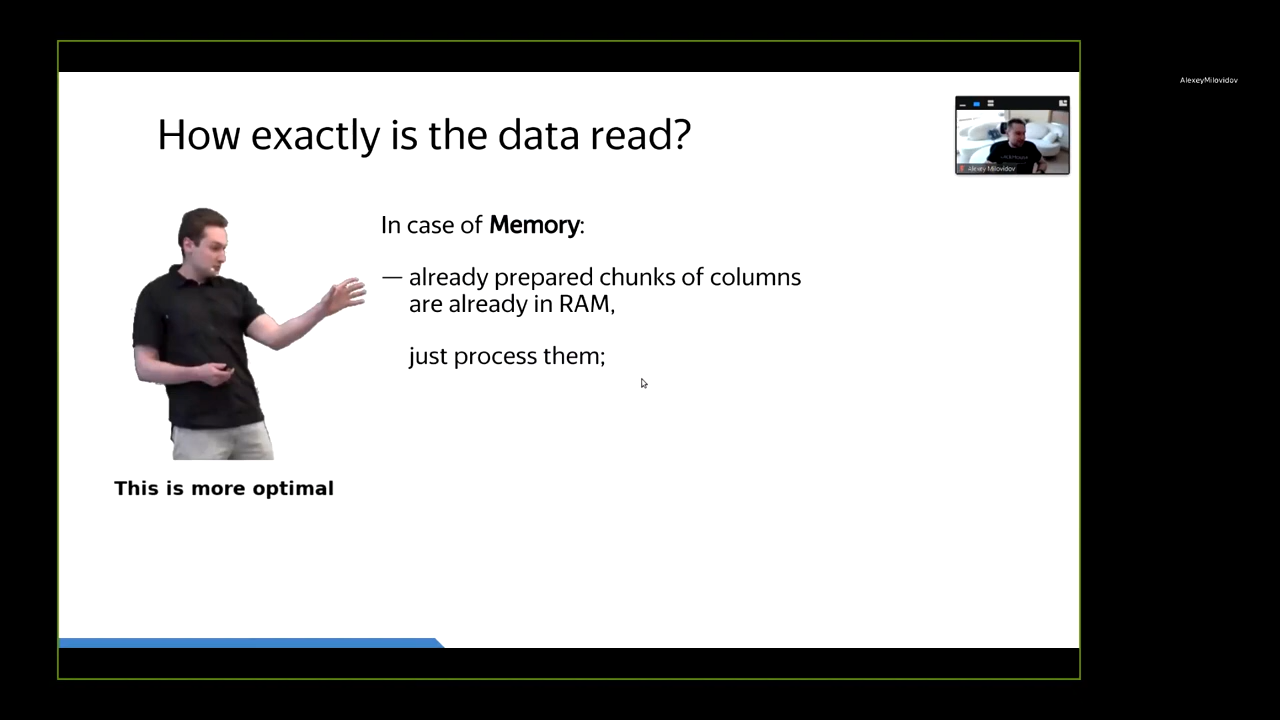 How exactly is the data read?
AlexeyMilovidov
Alexey Milovidov
In case of Memory:
— already prepared chunks of columns
are already in RAM,
just process them;
This is more optimal